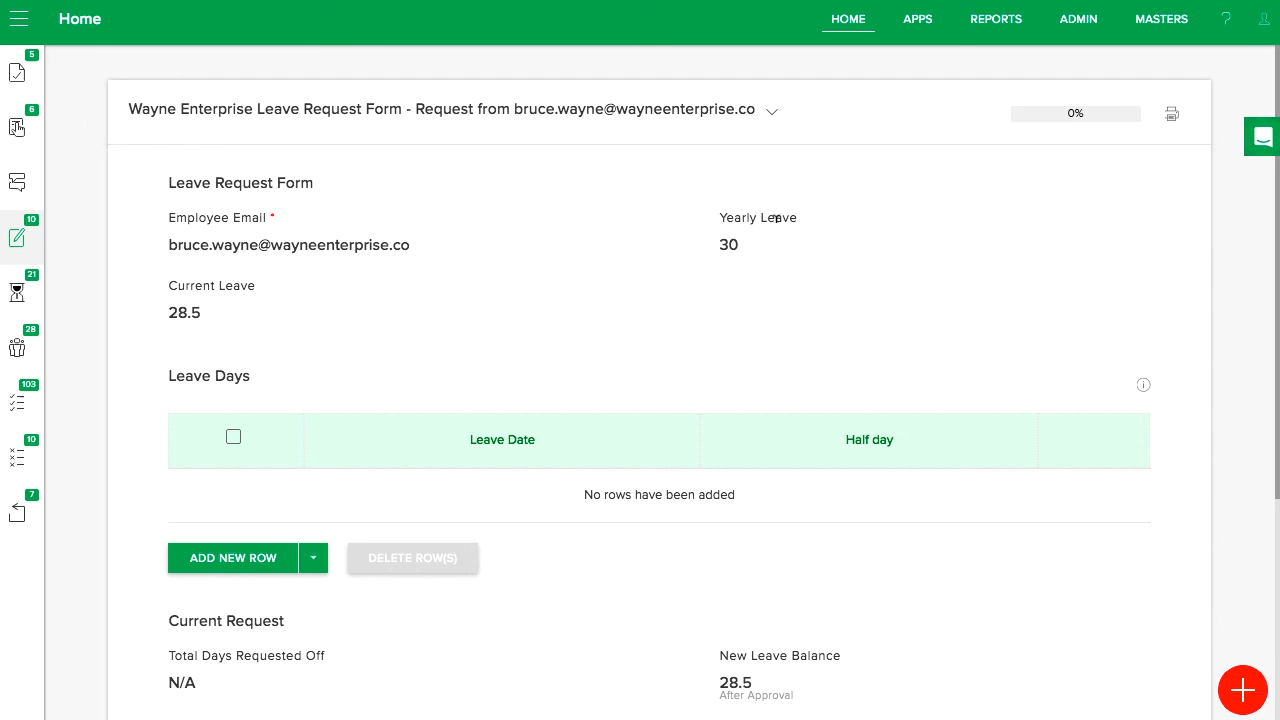 Home
HOME APPS REPORTS ADMIN MASTERS ?
5
6
10
21
28
103
10
7
Wayne Enterprise Leave Request Form - Request from bruce.wayne@wayneenterprise.co
0%
Leave Request Form
Employee Email * Yearly Leave
bruce.wayne@wayneenterprise.co 30
Current Leave
28.5
Leave Days
Leave Date Half day
No rows have been added
ADD NEW ROW DELETE ROW(S)
Current Request
Total Days Requested Off New Leave Balance
N/A 28.5
After Approval